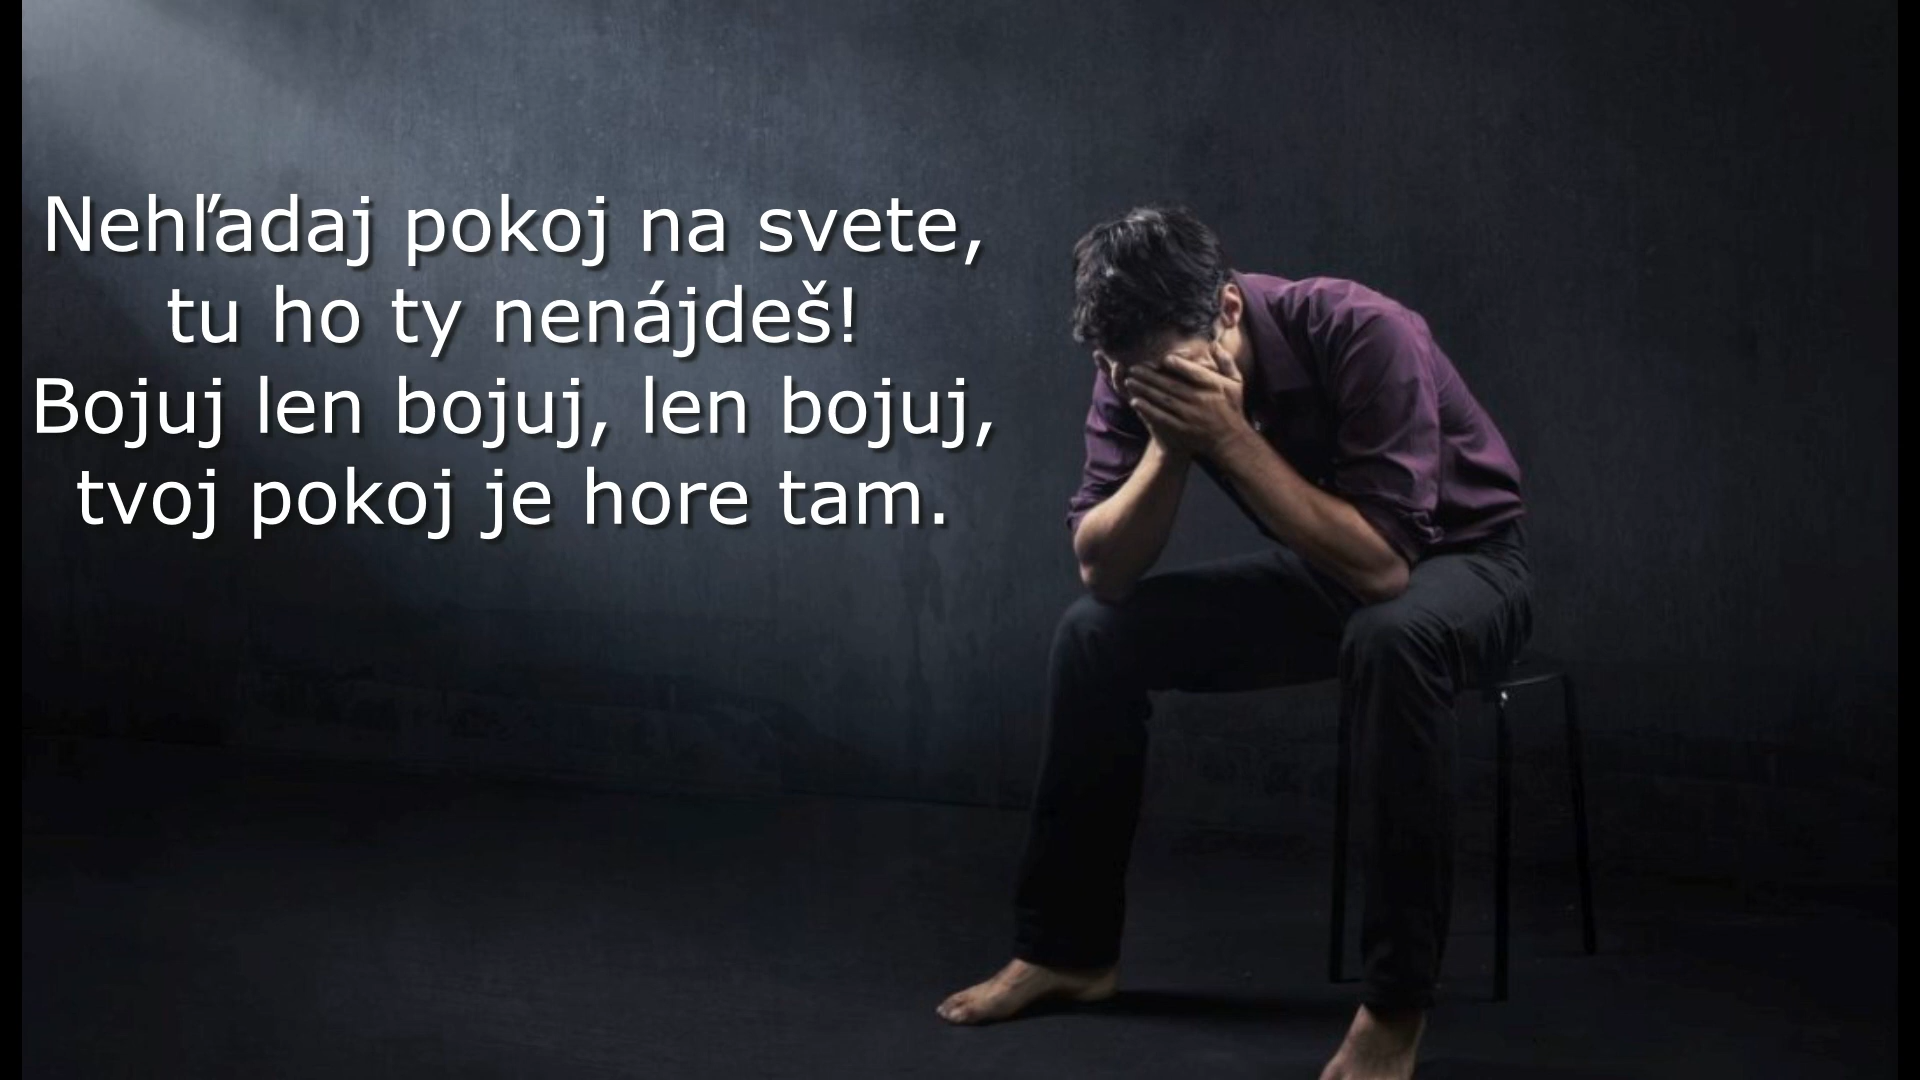 Nehľadaj pokoj na svete,
tu ho ty nenájdeš!
Bojuj len bojuj, len bojuj,
tvoj pokoj je hore tam.